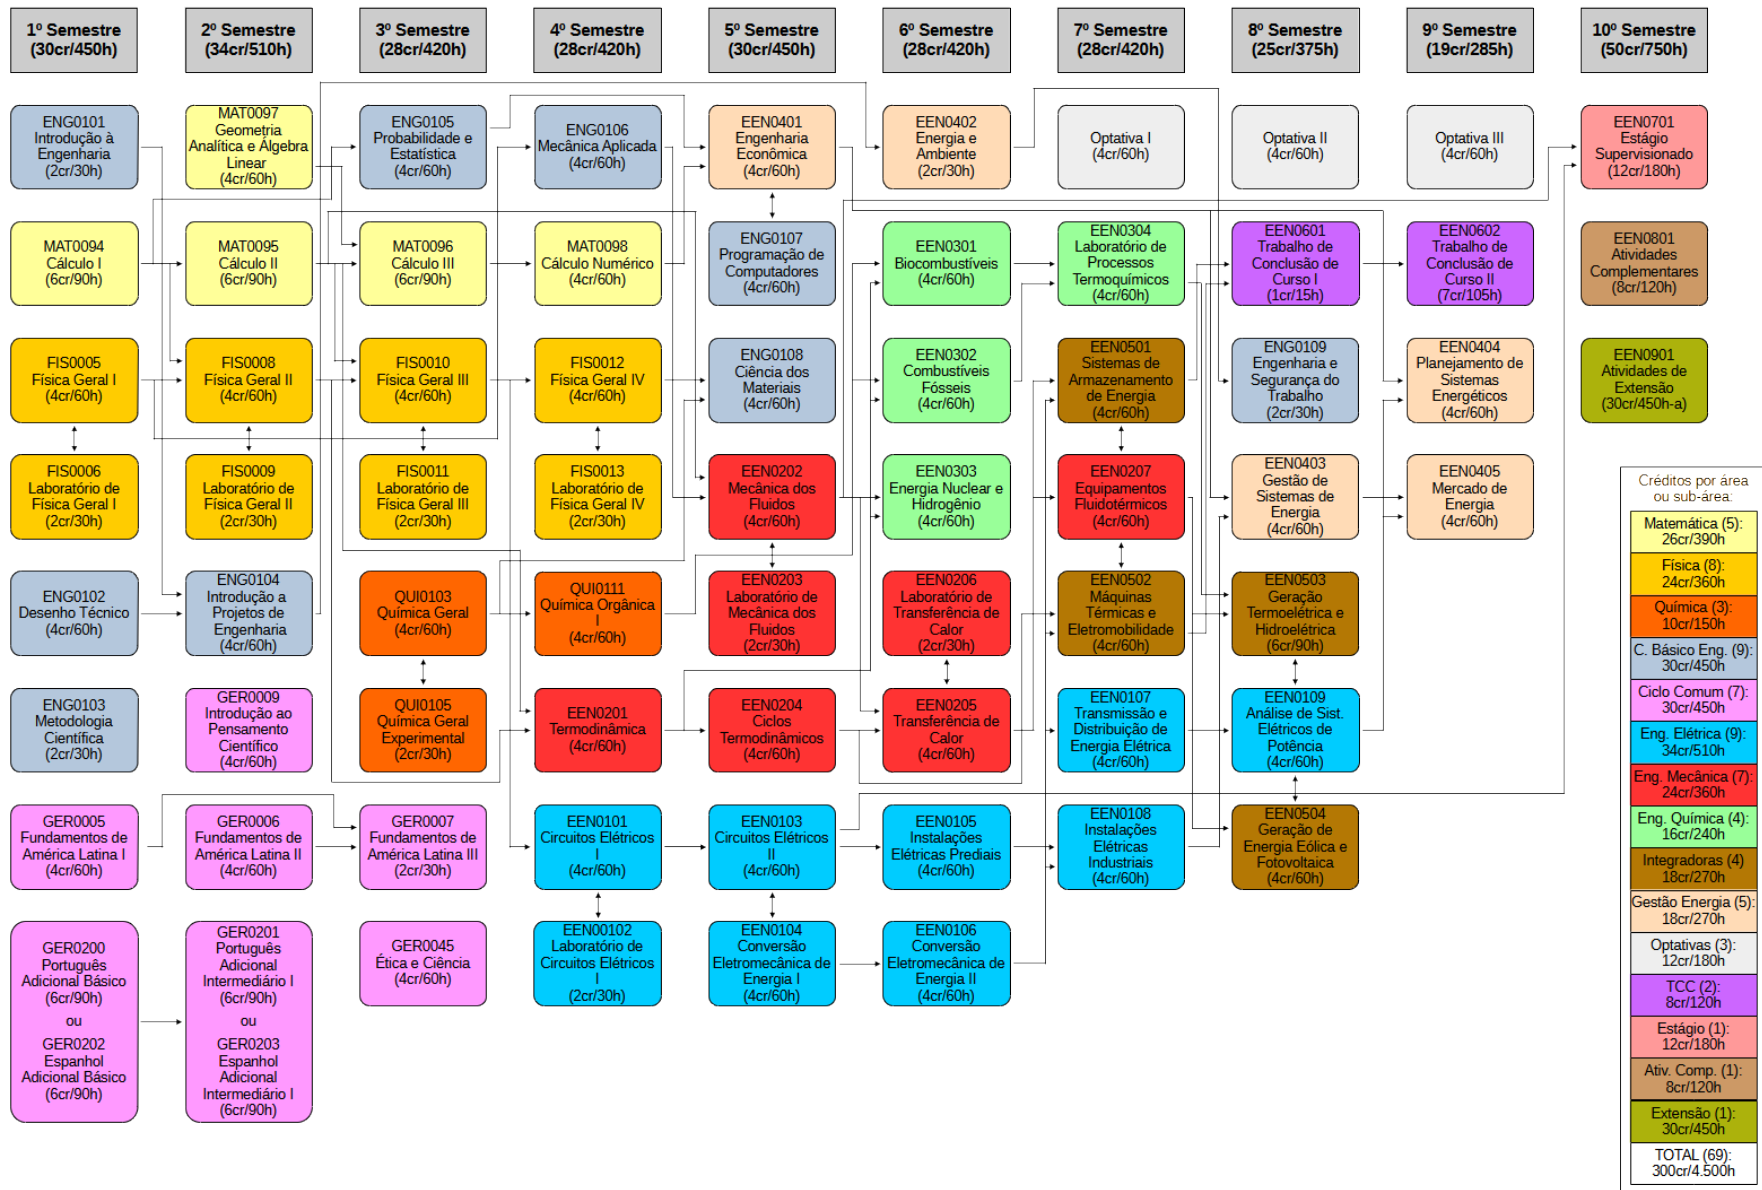 1º Semestre
(30cr/450h)
2º Semestre
(34cr/510h)
3º Semestre
(28cr/420h)
4º Semestre
(28cr/420h)
5º Semestre
(30cr/450h)
6º Semestre
(28cr/420h)
7º Semestre
(28cr/420h)
8º Semestre
(25cr/375h)
9º Semestre
(19cr/285h)
10º Semestre
(50cr/750h)
ENG0101
Introdução à
Engenharia
(2cr/30h)
MAT0097
Geometria
Analítica e Álgebra
Linear
(4cr/60h)
ENG0105
Probabilidade e
Estatística
(4cr/60h)
ENG0106
Mecânica Aplicada
(4cr/60h)
EEN0401
Engenharia
Econômica
(4cr/60h)
EEN0402
Energia e
Ambiente
(2cr/30h)
Optativa I
(4cr/60h)
Optativa II
(4cr/60h)
Optativa III
(4cr/60h)
EEN0701
Estágio
Supervisionado
(12cr/180h)
MAT0094
Cálculo I
(6cr/90h)
MAT0095
Cálculo II
(6cr/90h)
MAT0096
Cálculo III
(6cr/90h)
MAT0098
Cálculo Numérico
(4cr/60h)
ENG0107
Programação de
Computadores
(4cr/60h)
EEN0301
Biocombustíveis
(4cr/60h)
EEN0304
Laboratório de
Processos
Termoquímicos
(4cr/60h)
EEN0601
Trabalho de
Conclusão de
Curso I
(1cr/15h)
EEN0602
Trabalho de
Conclusão de
Curso II
(7cr/105h)
EEN0801
Atividades
Complementares
(8cr/120h)
FIS0005
Física Geral I
(4cr/60h)
FIS0008
Física Geral II
(4cr/60h)
FIS0010
Física Geral III
(4cr/60h)
FIS0012
Física Geral IV
(4cr/60h)
ENG0108
Ciência dos
Materiais
(4cr/60h)
EEN0302
Combustíveis
Fósseis
(4cr/60h)
EEN0501
Sistemas de
Armazenamento
de Energia
(4cr/60h)
ENG0109
Engenharia e
Segurança do
Trabalho
(2cr/30h)
EEN0404
Planejamento de
Sistemas
Energéticos
(4cr/60h)
EEN0901
Atividades de
Extensão
(30cr/450h-a)
FIS0006
Laboratório de
Física Geral I
(2cr/30h)
FIS0009
Laboratório de
Física Geral II
(2cr/30h)
FIS0011
Laboratório de
Física Geral III
(2cr/30h)
FIS0013
Laboratório de
Física Geral IV
(2cr/30h)
EEN0202
Mecânica dos
Fluidos
(4cr/60h)
EEN0303
Energia Nuclear e
Hidrogênio
(4cr/60h)
EEN0207
Equipamentos
Fluidotérmicos
(4cr/60h)
EEN0403
Gestão de
Sistemas de
Energia
(4cr/60h)
EEN0405
Mercado de
Energia
(4cr/60h)
ENG0102
Desenho Técnico
(4cr/60h)
ENG0104
Introdução a
Projetos de
Engenharia
(4cr/60h)
QUI0103
Química Geral
(4cr/60h)
QUI0111
Química Orgânica
I
(4cr/60h)
EEN0203
Laboratório de
Mecânica dos
Fluidos
(2cr/30h)
EEN0206
Laboratório de
Transferência de
Calor
(2cr/30h)
EEN0502
Máquinas
Térmicas e
Eletromobilidade
(4cr/60h)
EEN0503
Geração
Termoelétrica e
Hidroelétrica
(6cr/90h)
ENG0103
Metodologia
Científica
(2cr/30h)
GER0009
Introdução ao
Pensamento
Científico
(4cr/60h)
QUI0105
Química Geral
Experimental
(2cr/30h)
EEN0201
Termodinâmica
(4cr/60h)
EEN0204
Ciclos
Termodinâmicos
(4cr/60h)
EEN0205
Transferência de
Calor
(4cr/60h)
EEN0107
Transmissão e
Distribuição de
Energia Elétrica
(4cr/60h)
EEN0109
Análise de Sist.
Elétricos de
Potência
(4cr/60h)
GER0005
Fundamentos de
América Latina I
(4cr/60h)
GER0006
Fundamentos de
América Latina II
(4cr/60h)
GER0007
Fundamentos de
América Latina III
(2cr/30h)
EEN0101
Circuitos Elétricos
I
(4cr/60h)
EEN0103
Circuitos Elétricos
II
(4cr/60h)
EEN0105
Instalações
Elétricas Prediais
(4cr/60h)
EEN0108
Instalações
Elétricas
Industriais
(4cr/60h)
EEN0504
Geração de
Energia Eólica e
Fotovoltaica
(4cr/60h)
GER0200
Português
Adicional Básico
(6cr/90h)
ou
GER0202
Espanhol
Adicional Básico
(6cr/90h)
GER0201
Português
Adicional
Intermediário I
(6cr/90h)
ou
GER0203
Espanhol
Adicional
Intermediário I
(6cr/90h)
GER0045
Ética e Ciência
(4cr/60h)
EEN00102
Laboratório de
Circuitos Elétricos
I
(2cr/30h)
EEN0104
Conversão
Eletromecânica de
Energia I
(4cr/60h)
EEN0106
Conversão
Eletromecânica de
Energia II
(4cr/60h)
Créditos por área
ou sub-área:
Matemática (5):
26cr/390h
Física (8):
24cr/360h
Química (3):
10cr/150h
C. Básico Eng. (9):
30cr/450h
Ciclo Comum (7):
30cr/450h
Eng. Elétrica (9):
34cr/510h
Eng. Mecânica (7):
24cr/360h
Eng. Química (4):
16cr/240h
Integradoras (4)
18cr/270h
Gestão Energia (5):
18cr/270h
Optativas (3):
12cr/180h
TCC (2):
8cr/120h
Estágio (1):
12cr/180h
Ativ. Comp. (1):
8cr/120h
Extensão (1):
30cr/450h
TOTAL (69):
300cr/4.500h